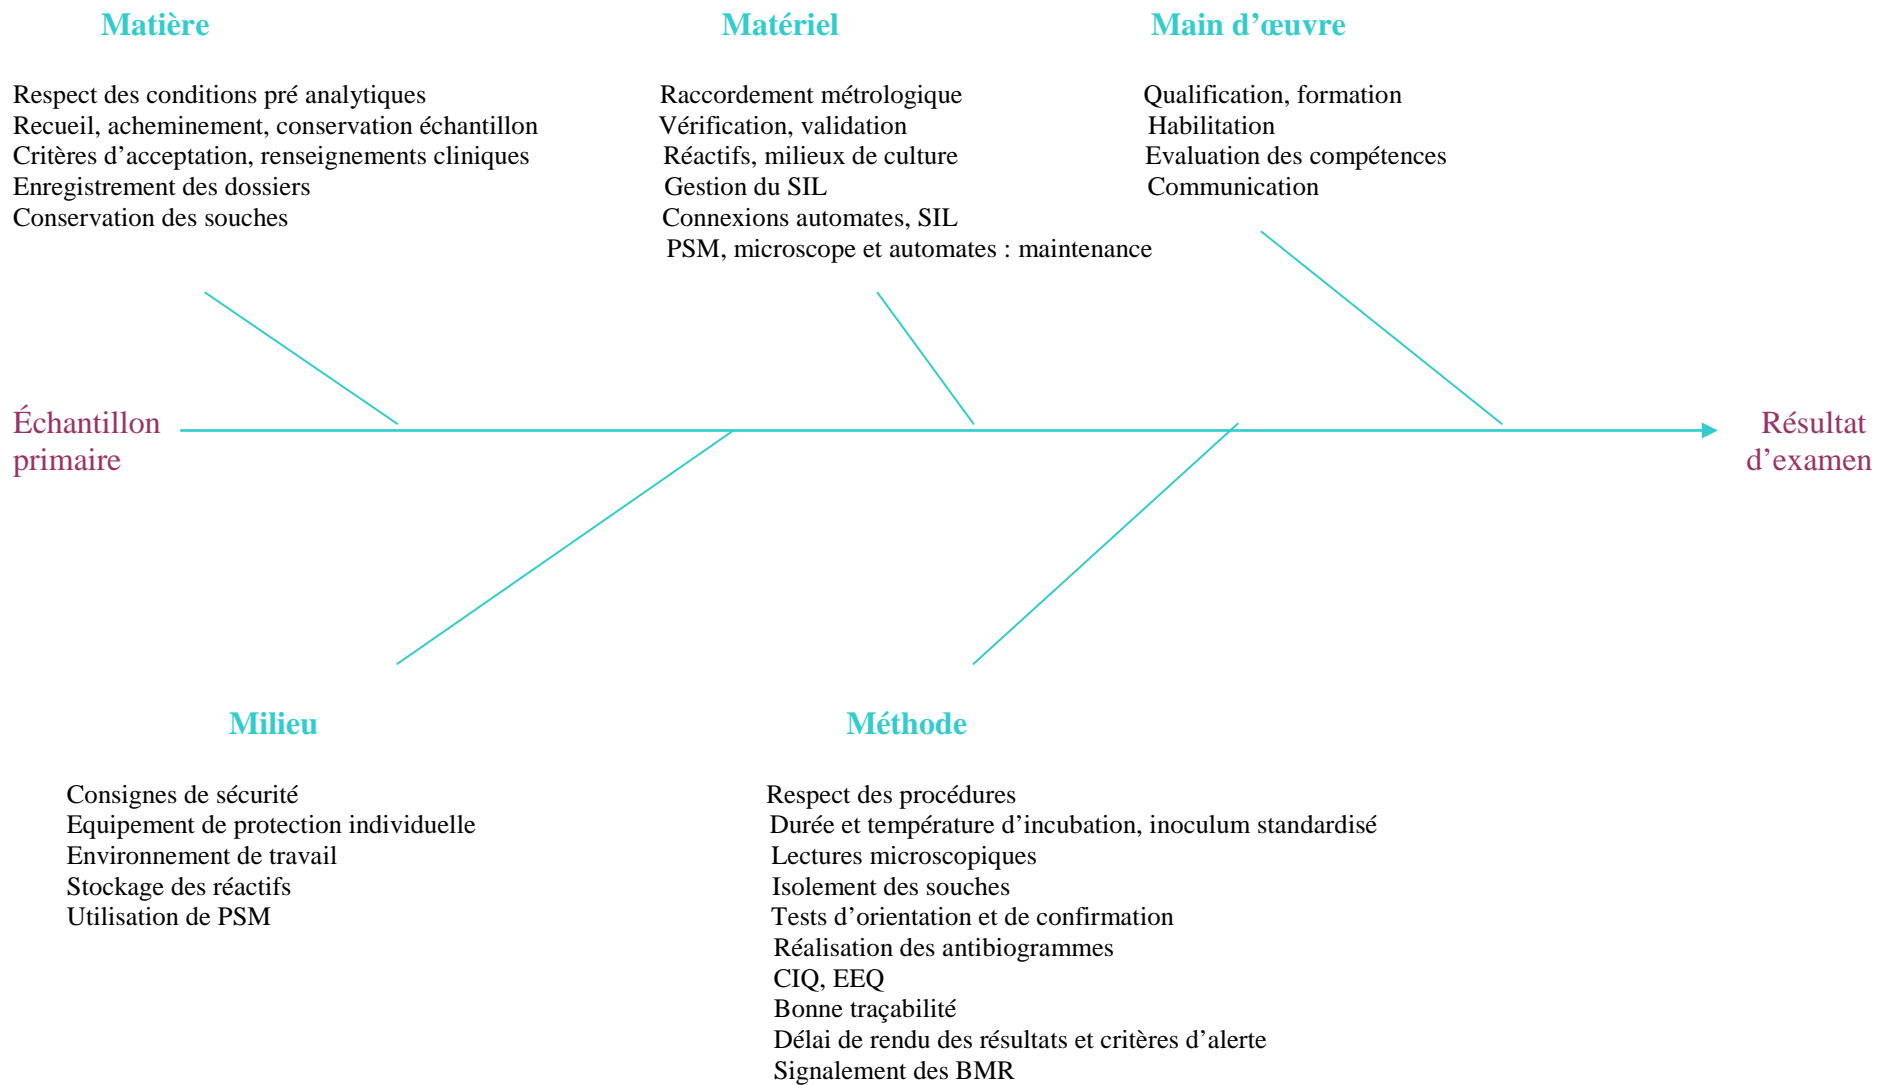 Matière
Respect des conditions pré analytiques
Recueil, acheminement, conservation échantillon
Critères d’acceptation, renseignements cliniques
Enregistrement des dossiers
Conservation des souches
Matériel
Raccordement métrologique
Vérification, validation
Réactifs, milieux de culture
Gestion du SIL
Connexions automates, SIL
PSM, microscope et automates : maintenance
Main d’œuvre
Qualification, formation
Habilitation
Evaluation des compétences
Communication
Échantillon
primaire
Résultat
d’examen
Milieu
Consignes de sécurité
Equipement de protection individuelle
Environnement de travail
Stockage des réactifs
Utilisation de PSM
Méthode
Respect des procédures
Durée et température d’incubation, inoculum standardisé
Lectures microscopiques
Isolement des souches
Tests d’orientation et de confirmation
Réalisation des antibiogrammes
CIQ, EEQ
Bonne traçabilité
Délai de rendu des résultats et critères d’alerte
Signalement des BMR